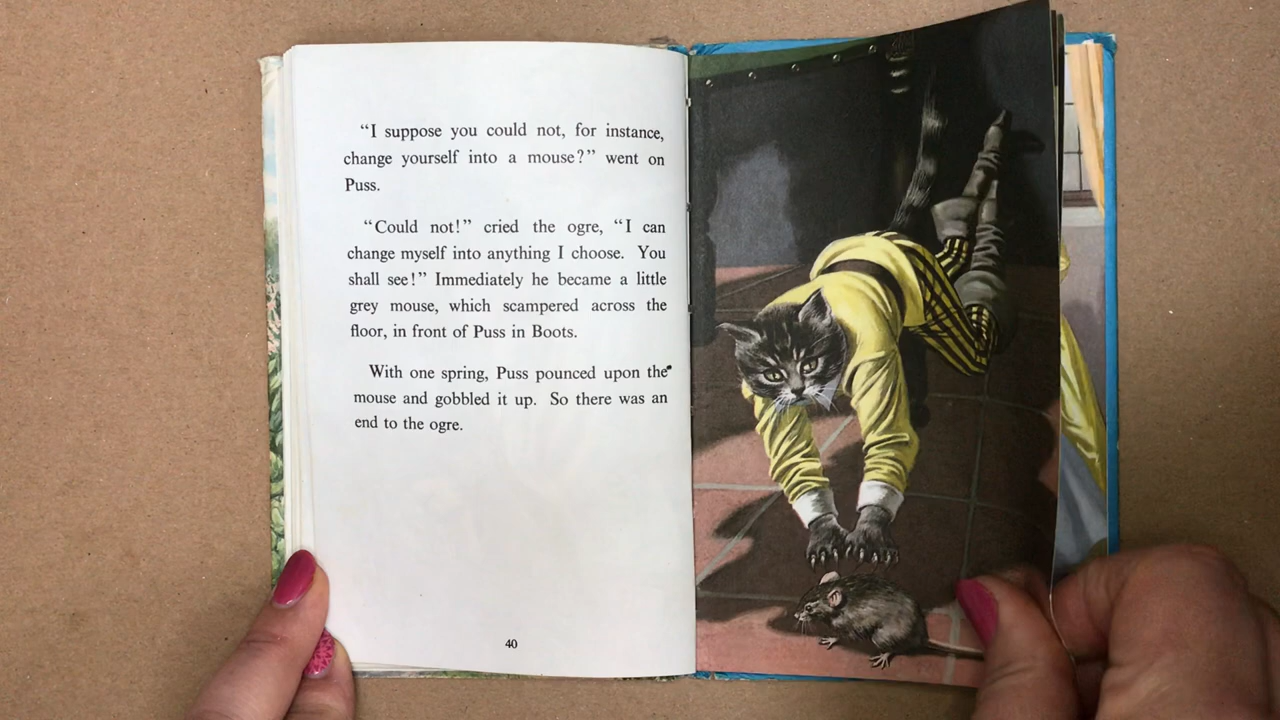 “I suppose you could not, for instance,
change yourself into a mouse?” went on
Puss.
“Could not!” cried the ogre, “I can
change myself into anything I choose. You
shall see!” Immediately he became a little
grey mouse, which scampered across the
floor, in front of Puss in Boots.
With one spring, Puss pounced upon the
mouse and gobbled it up. So there was an
end to the ogre.
40